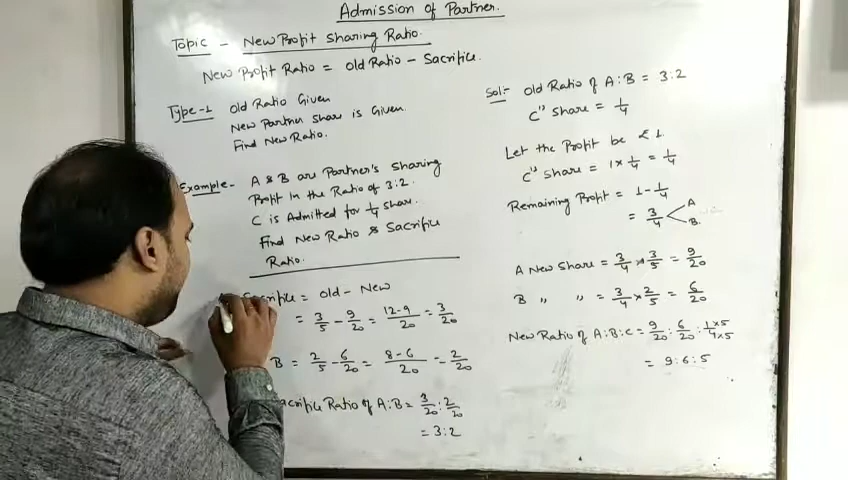 Admission of Partner.
Topic - New Profit Sharing Ratio.
New Profit Ratio = Old Ratio - Sacrifice.
Type-1 Old Ratio Given
New Partner Share is Given
Find New Ratio.
Example- A & B are Partner's Sharing
Profit in the Ratio of 3:2.
C is Admitted for 1/4 share.
Find New Ratio & Sacrifice
Ratio.
Sacrifice = Old - New
= 3/5 - 9/20 = 12-9/20 = 3/20
B = 2/5 - 6/20 = 8-6/20 = 2/20
acrifice Ratio of A:B = 3/20 : 2/20
= 3:2
Sol:- Old Ratio of A:B = 3:2
C" share = 1/4
Let the Profit be ₹ 1.
C" share = 1 x 1/4 = 1/4
Remaining Profit = 1 - 1/4
= 3/4 < A
B.
A New Share = 3/4 x 3/5 = 9/20
B " " = 3/4 x 2/5 = 6/20
New Ratio of A:B:C = 9/20 : 6/20 : 1x5/4x5
= 9:6:5